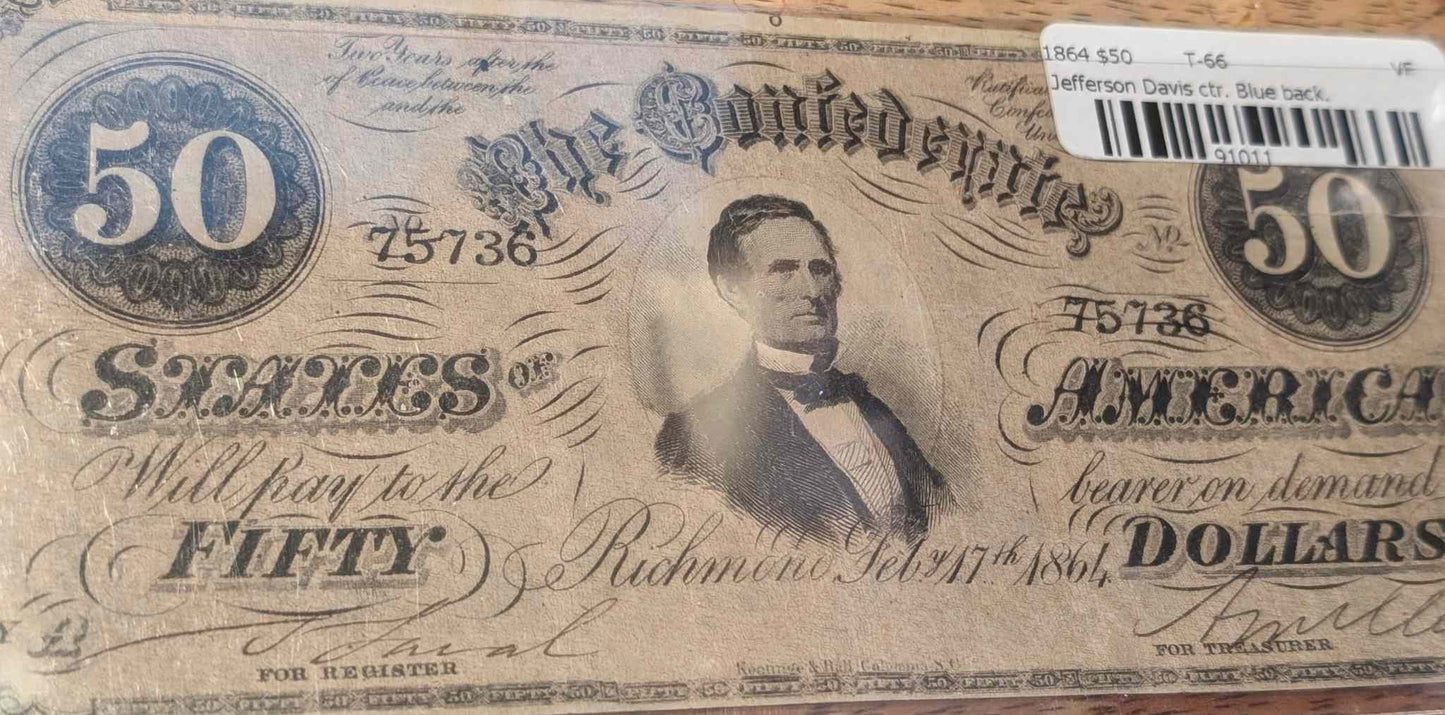 1864 $50 T-66 VF
Jefferson Davis ctr. Blue back.
91011
50
Two Years after the
of Peace between the
and the
The Confederate
50
Nº
75736
Nº
75736
STATES OF AMERICA
Will pay to the bearer on demand
FIFTY DOLLARS
Richmond Feb'y 17th 1864
FOR REGISTER
FOR TREASURER
Keatinge & Ball, Columbia, S.C.